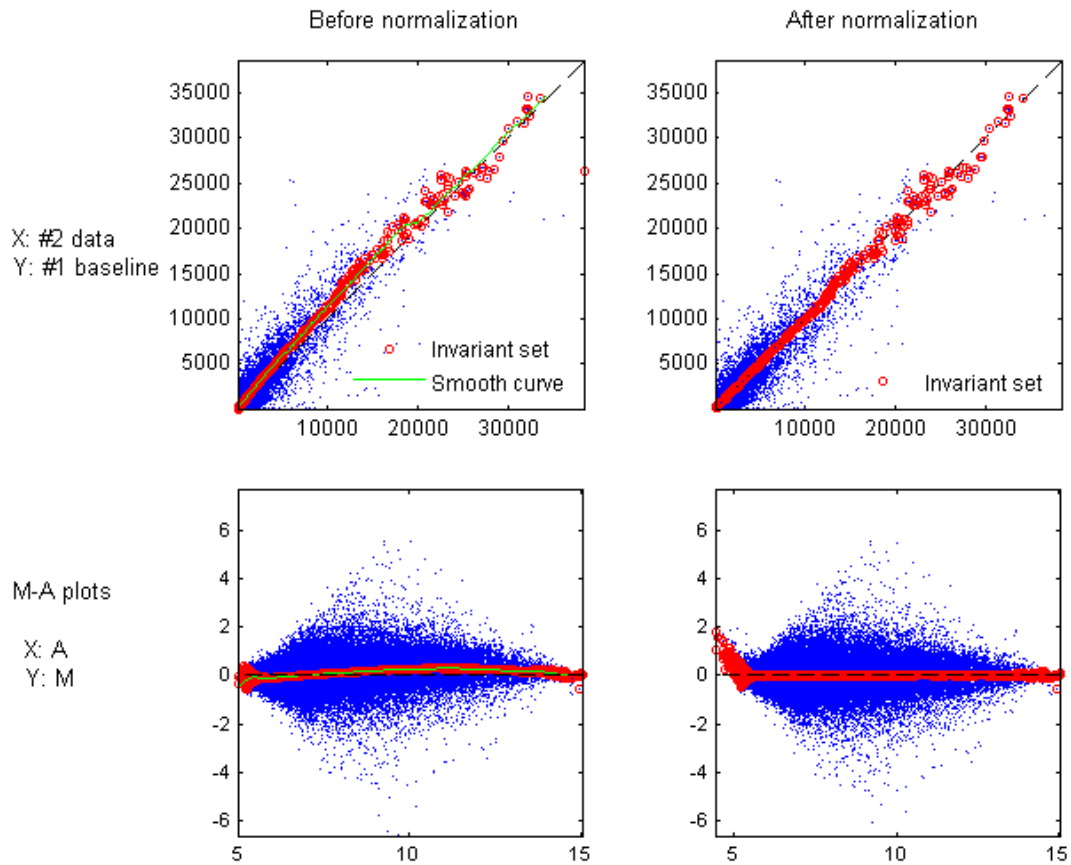 Before normalization
After normalization
X: #2 data
Y: #1 baseline
35000
30000
25000
20000
15000
10000
5000
10000 20000 30000
Invariant set
Smooth curve
35000
30000
25000
20000
15000
10000
5000
10000 20000 30000
Invariant set
M-A plots
X: A
Y: M
6
4
2
0
-2
-4
-6
5 10 15
6
4
2
0
-2
-4
-6
5 10 15